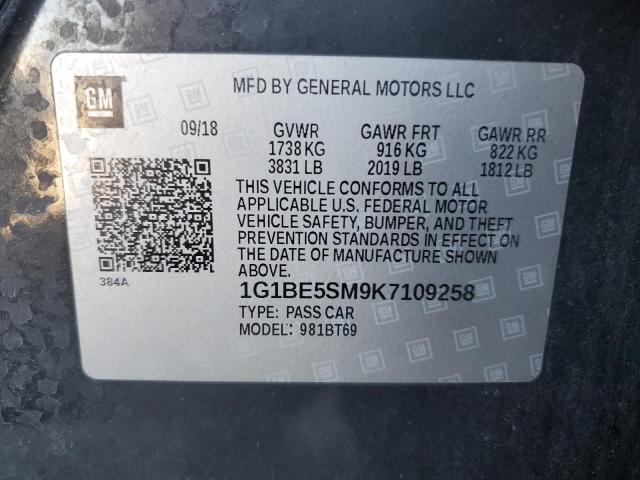 GM
MFD BY GENERAL MOTORS LLC
09/18 GVWR GAWR FRT GAWR RR
1738 KG 916 KG 822 KG
3831 LB 2019 LB 1812 LB
THIS VEHICLE CONFORMS TO ALL
APPLICABLE U.S. FEDERAL MOTOR
VEHICLE SAFETY, BUMPER, AND THEFT
PREVENTION STANDARDS IN EFFECT ON
THE DATE OF MANUFACTURE SHOWN
ABOVE.
384A
1G1BE5SM9K7109258
TYPE: PASS CAR
MODEL: 981BT69